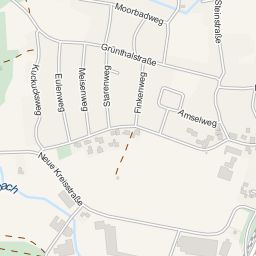 Moorbadweg
Steinstraße
Grünthalstraße
Kuckucksweg
Eulenweg
Meisenweg
Starenweg
Finkenweg
Amselweg
Neue Kreisstraße